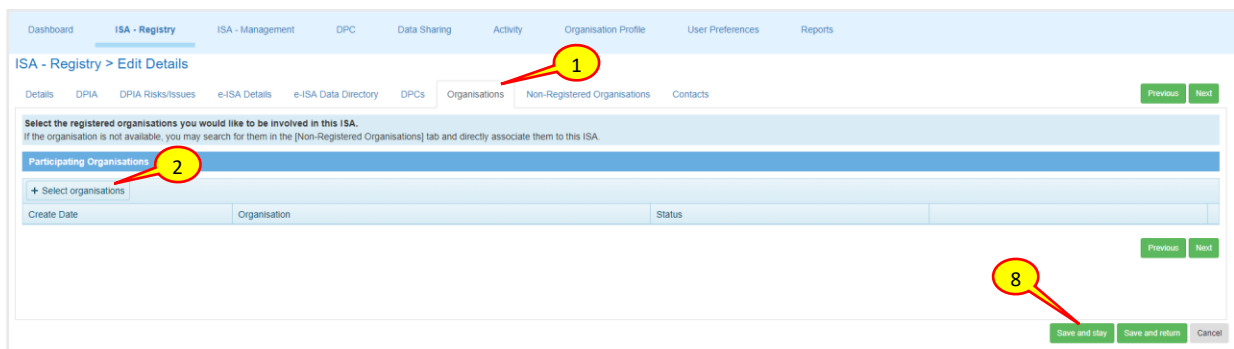 Dashboard ISA - Registry ISA - Management DPC Data Sharing Activity Organisation Profile User Preferences Reports
ISA - Registry > Edit Details
1
Details DPIA DPIA Risks/Issues e-ISA Details e-ISA Data Directory DPCs Organisations Non-Registered Organisations Contacts Previous Next
Select the registered organisations you would like to be involved in this ISA.
If the organisation is not available, you may search for them in the [Non-Registered Organisations] tab and directly associate them to this ISA.
Participating Organisations
2
+ Select organisations
Create Date Organisation Status
Previous Next
8
Save and stay Save and return Cancel